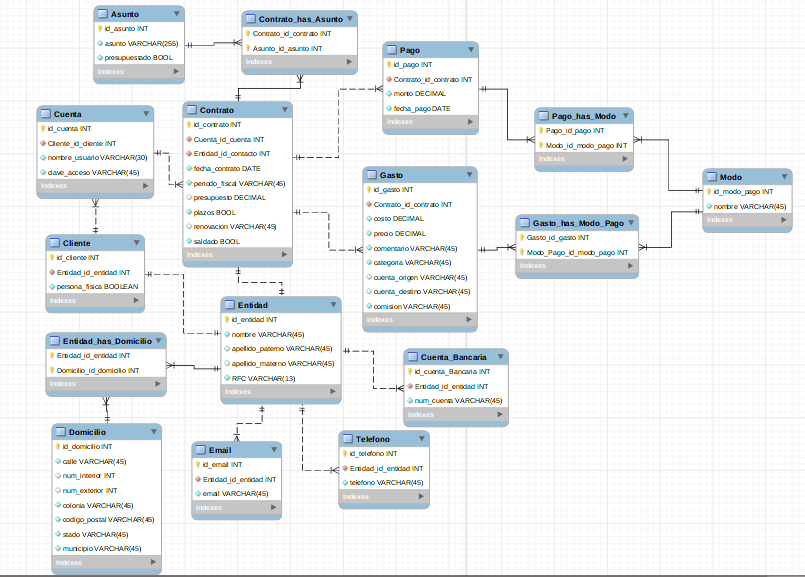 Asunto
id_asunto INT
asunto VARCHAR(255)
presupuestado BOOL
Indexes
Contrato_has_Asunto
Contrato_id_contrato INT
Asunto_id_asunto INT
Indexes
Pago
id_pago INT
Contrato_id_contrato INT
monto DECIMAL
fecha_pago DATE
Indexes
Cuenta
id_cuenta INT
Cliente_id_cliente INT
nombre_usuario VARCHAR(30)
clave_acceso VARCHAR(45)
Indexes
Contrato
id_contrato INT
Cuenta_id_cuenta INT
Entidad_id_contacto INT
fecha_contrato DATE
periodo_fiscal VARCHAR(45)
presupuesto DECIMAL
plazos BOOL
renovacion VARCHAR(45)
saldado BOOL
Indexes
Pago_has_Modo
Pago_id_pago INT
Modo_id_modo_pago INT
Indexes
Gasto
id_gasto INT
Contrato_id_contrato INT
costo DECIMAL
precio DECIMAL
comentario VARCHAR(45)
categoria VARCHAR(45)
cuenta_origen VARCHAR(45)
cuenta_destino VARCHAR(45)
comision VARCHAR(45)
Indexes
Modo
id_modo_pago INT
nombre VARCHAR(45)
Indexes
Gasto_has_Modo_Pago
Gasto_id_gasto INT
Modo_Pago_id_modo_pago INT
Indexes
Cliente
id_cliente INT
Entidad_id_entidad INT
persona_fisica BOOLEAN
Indexes
Entidad
id_entidad INT
nombre VARCHAR(45)
apellido_paterno VARCHAR(45)
apellido_materno VARCHAR(45)
RFC VARCHAR(13)
Indexes
Entidad_has_Domicilio
Entidad_id_entidad INT
Domicilio_id_domicilio INT
Indexes
Cuenta_Bancaria
id_cuenta_Bancaria INT
Entidad_id_entidad INT
num_cuenta VARCHAR(45)
Indexes
Domicilio
id_domicilio INT
calle VARCHAR(45)
num_interior INT
num_exterior INT
colonia VARCHAR(45)
codigo_postal VARCHAR(45)
stado VARCHAR(45)
municipio VARCHAR(45)
Indexes
Email
id_email INT
Entidad_id_entidad INT
email VARCHAR(45)
Indexes
Telefono
id_telefono INT
Entidad_id_entidad INT
telefono VARCHAR(45)
Indexes